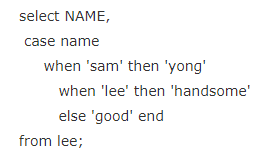 select NAME,
case name
when 'sam' then 'yong'
when 'lee' then 'handsome'
else 'good' end
from lee;